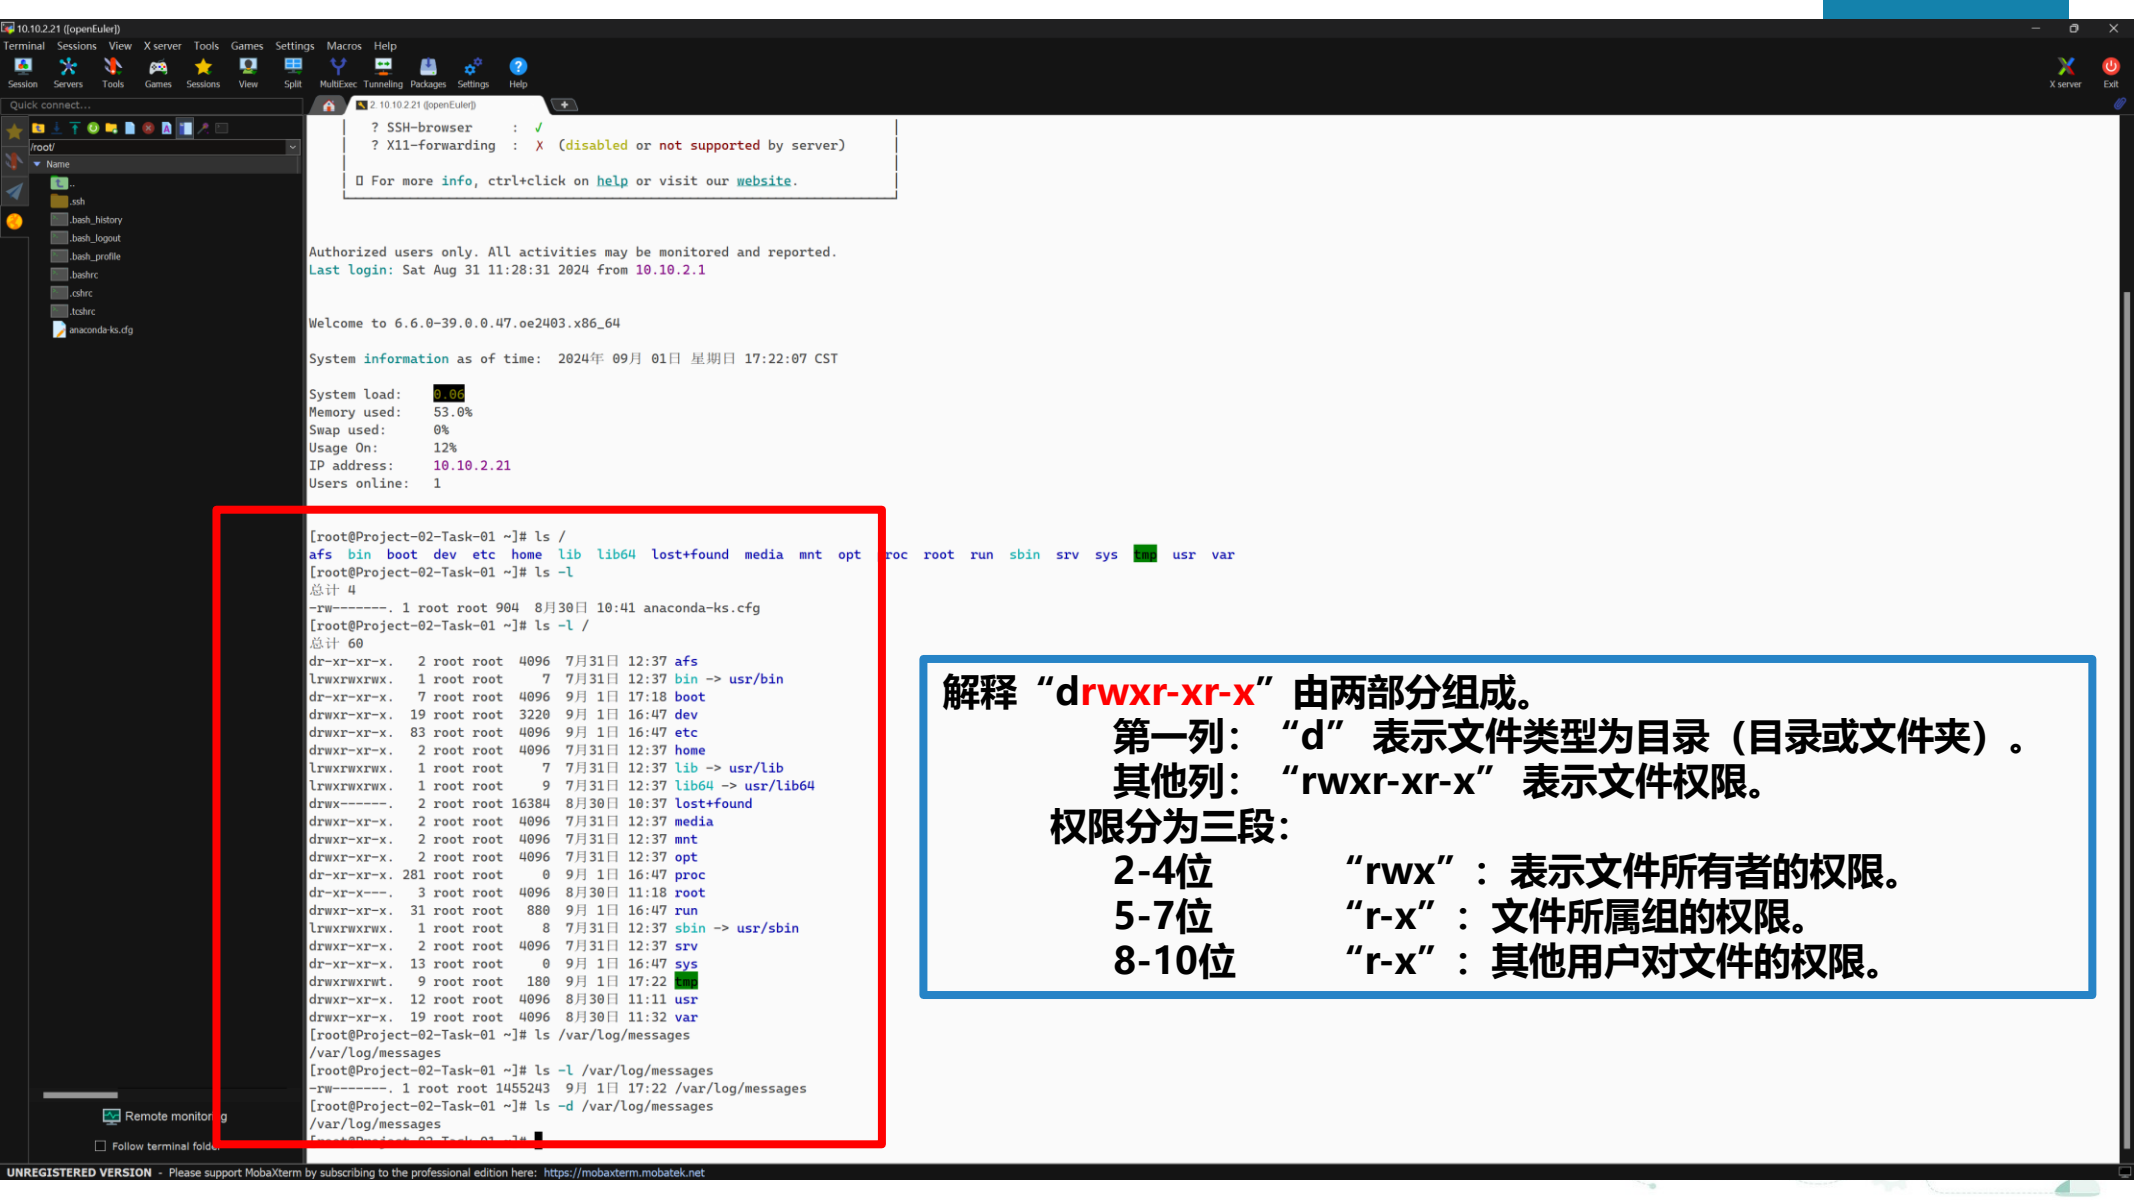 10.10.2.21 ([openEuler])
Terminal Sessions View X server Tools Games Settings Macros Help
Session Servers Tools Games Sessions View Split MultiExec Tunneling Packages Settings Help X server Exit
Quick connect...
2. 10.10.2.21 ([openEuler])
/root/
Name
..
.ssh
.bash_history
.bash_logout
.bash_profile
.bashrc
.cshrc
.tcshrc
anaconda-ks.cfg
Remote monitoring
Follow terminal folder
? SSH-browser : √
? X11-forwarding : ✗ (disabled or not supported by server)
For more info, ctrl+click on help or visit our website.
Authorized users only. All activities may be monitored and reported.
Last login: Sat Aug 31 11:28:31 2024 from 10.10.2.1
Welcome to 6.6.0-39.0.0.47.oe2403.x86_64
System information as of time: 2024年 09月 01日 星期日 17:22:07 CST
System load: 0.06
Memory used: 53.0%
Swap used: 0%
Usage On: 12%
IP address: 10.10.2.21
Users online: 1
[root@Project-02-Task-01 ~]# ls /
afs bin boot dev etc home lib lib64 lost+found media mnt opt proc root run sbin srv sys tmp usr var
[root@Project-02-Task-01 ~]# ls -l
总计 4
-rw-------. 1 root root 904 8月30日 10:41 anaconda-ks.cfg
[root@Project-02-Task-01 ~]# ls -l /
总计 60
dr-xr-xr-x. 2 root root 4096 7月31日 12:37 afs
lrwxrwxrwx. 1 root root 7 7月31日 12:37 bin -> usr/bin
dr-xr-xr-x. 7 root root 4096 9月 1日 17:18 boot
drwxr-xr-x. 19 root root 3220 9月 1日 16:47 dev
drwxr-xr-x. 83 root root 4096 9月 1日 16:47 etc
drwxr-xr-x. 2 root root 4096 7月31日 12:37 home
lrwxrwxrwx. 1 root root 7 7月31日 12:37 lib -> usr/lib
lrwxrwxrwx. 1 root root 9 7月31日 12:37 lib64 -> usr/lib64
drwx------. 2 root root 16384 8月30日 10:37 lost+found
drwxr-xr-x. 2 root root 4096 7月31日 12:37 media
drwxr-xr-x. 2 root root 4096 7月31日 12:37 mnt
drwxr-xr-x. 2 root root 4096 7月31日 12:37 opt
dr-xr-xr-x. 281 root root 0 9月 1日 16:47 proc
dr-xr-x---. 3 root root 4096 8月30日 11:18 root
drwxr-xr-x. 31 root root 880 9月 1日 16:47 run
lrwxrwxrwx. 1 root root 8 7月31日 12:37 sbin -> usr/sbin
drwxr-xr-x. 2 root root 4096 7月31日 12:37 srv
dr-xr-xr-x. 13 root root 0 9月 1日 16:47 sys
drwxrwxrwt. 9 root root 180 9月 1日 17:22 tmp
drwxr-xr-x. 12 root root 4096 8月30日 11:11 usr
drwxr-xr-x. 19 root root 4096 8月30日 11:32 var
[root@Project-02-Task-01 ~]# ls /var/log/messages
/var/log/messages
[root@Project-02-Task-01 ~]# ls -l /var/log/messages
-rw-------. 1 root root 1455243 9月 1日 17:22 /var/log/messages
[root@Project-02-Task-01 ~]# ls -d /var/log/messages
/var/log/messages
[root@Project-02-Task-01 ~]#
解释“drwxr-xr-x”由两部分组成。
第一列：“d”表示文件类型为目录（目录或文件夹）。
其他列：“rwxr-xr-x”表示文件权限。
权限分为三段：
2-4位 “rwx”：表示文件所有者的权限。
5-7位 “r-x”：文件所属组的权限。
8-10位 “r-x”：其他用户对文件的权限。
UNREGISTERED VERSION - Please support MobaXterm by subscribing to the professional edition here: https://mobaxterm.mobatek.net